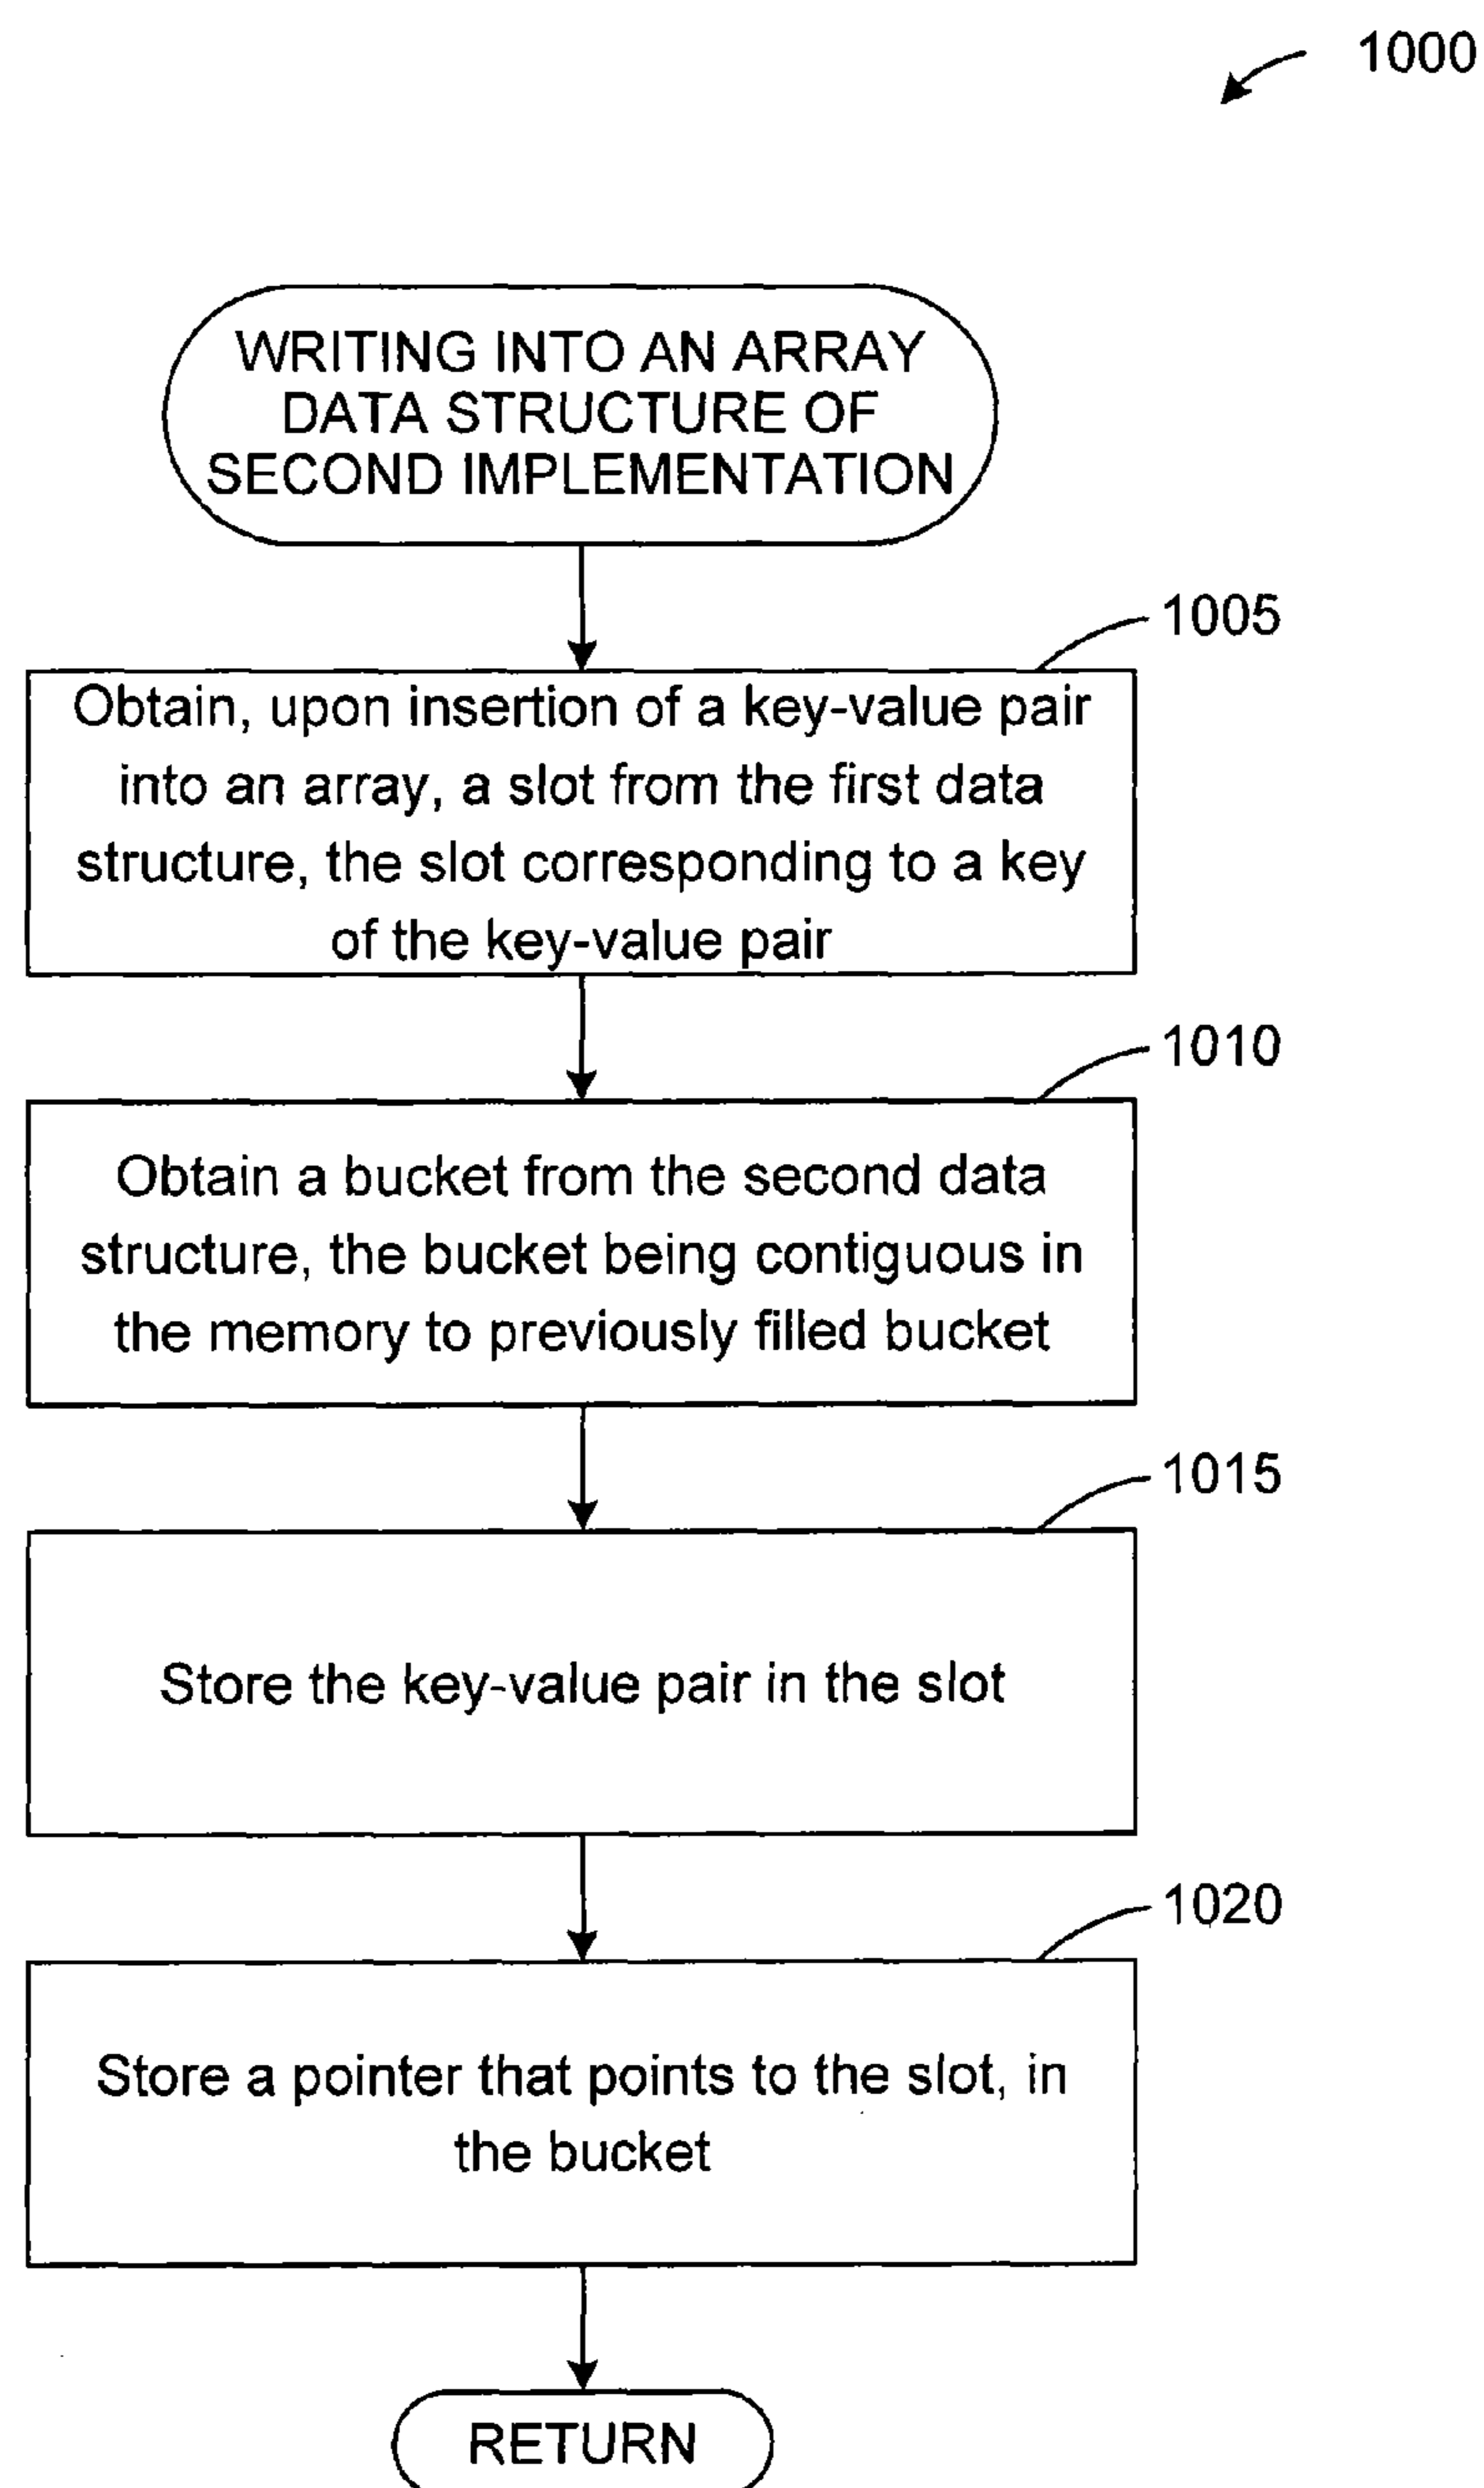 1000
WRITING INTO AN ARRAY
DATA STRUCTURE OF
SECOND IMPLEMENTATION
1005
Obtain, upon insertion of a key-value pair
into an array, a slot from the first data
structure, the slot corresponding to a key
of the key-value pair
1010
Obtain a bucket from the second data
structure, the bucket being contiguous in
the memory to previously filled bucket
1015
Store the key-value pair in the slot
1020
Store a pointer that points to the slot, in
the bucket
RETURN